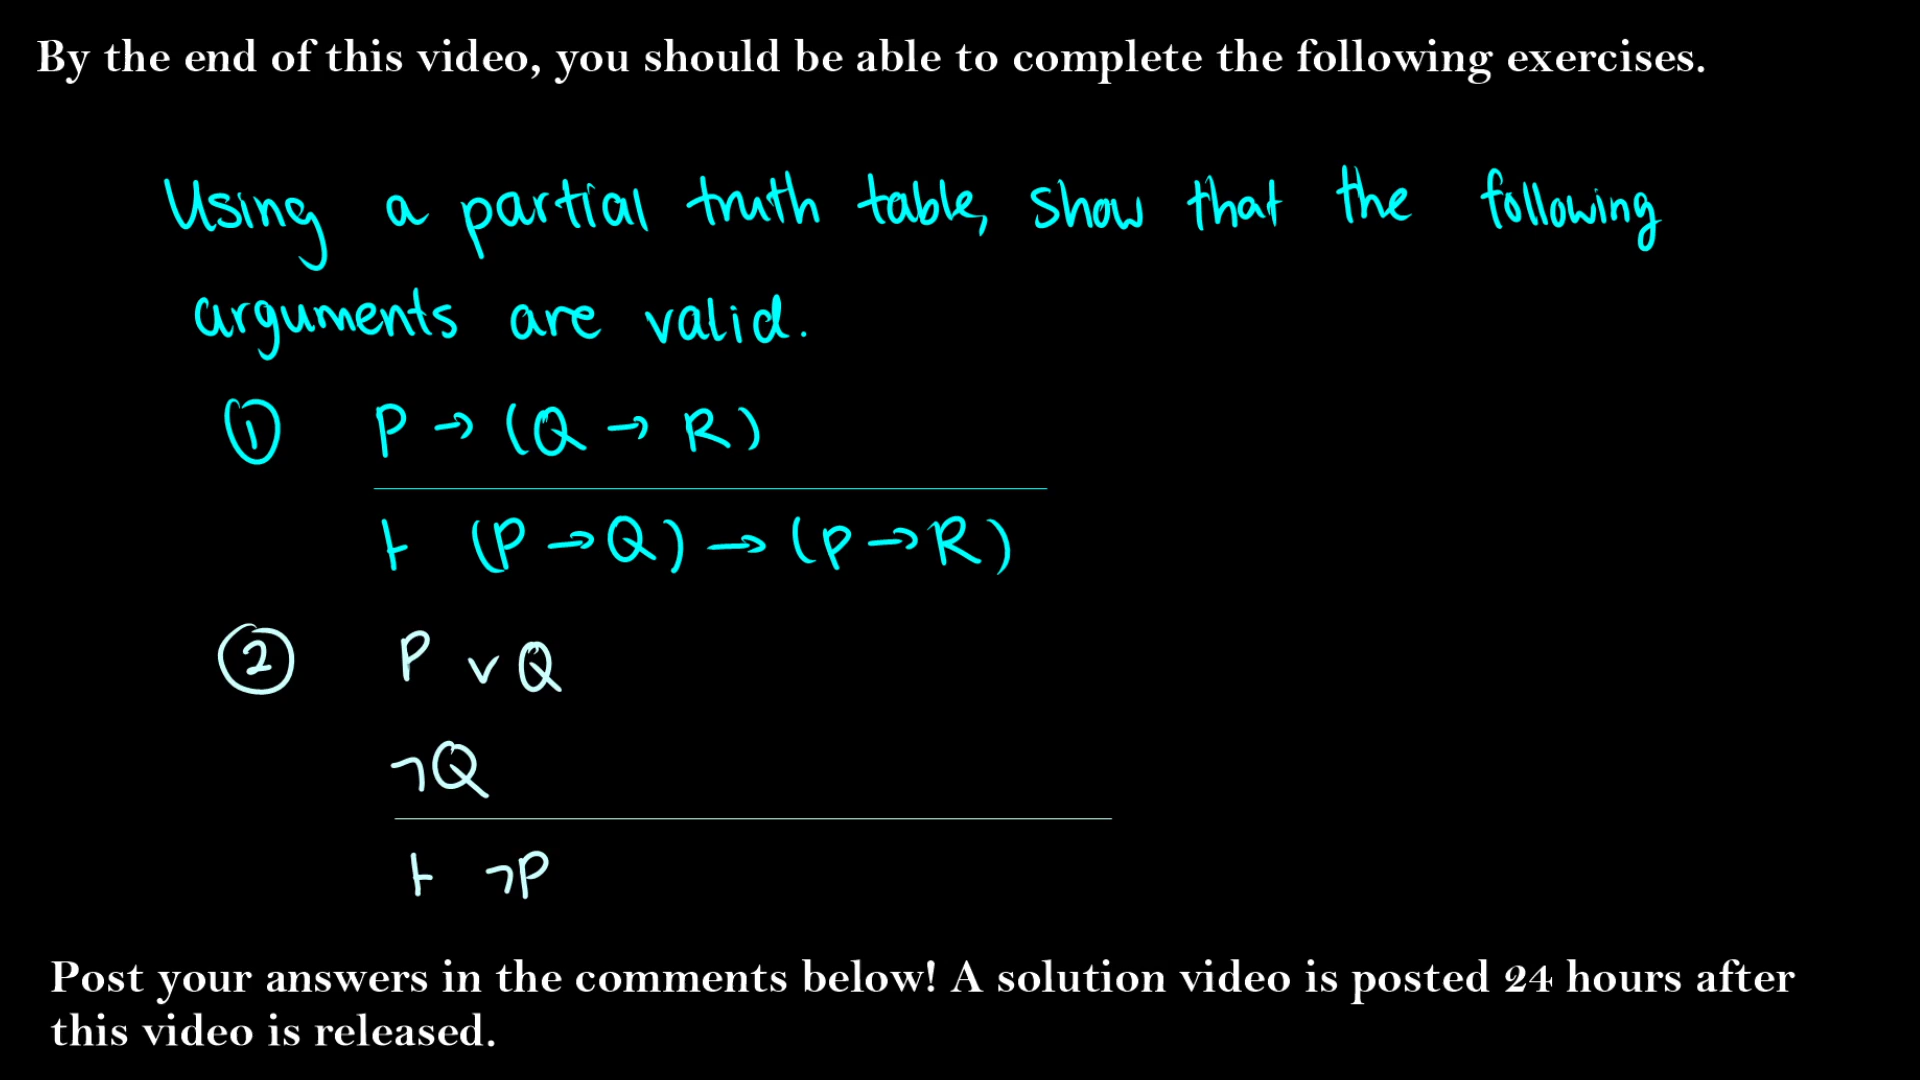 By the end of this video, you should be able to complete the following exercises.
Using a partial truth table, show that the following
arguments are valid.
① P → (Q → R)
⊢ (P → Q) → (P → R)
② P ∨ Q
¬Q
⊢ ¬P
Post your answers in the comments below! A solution video is posted 24 hours after
this video is released.